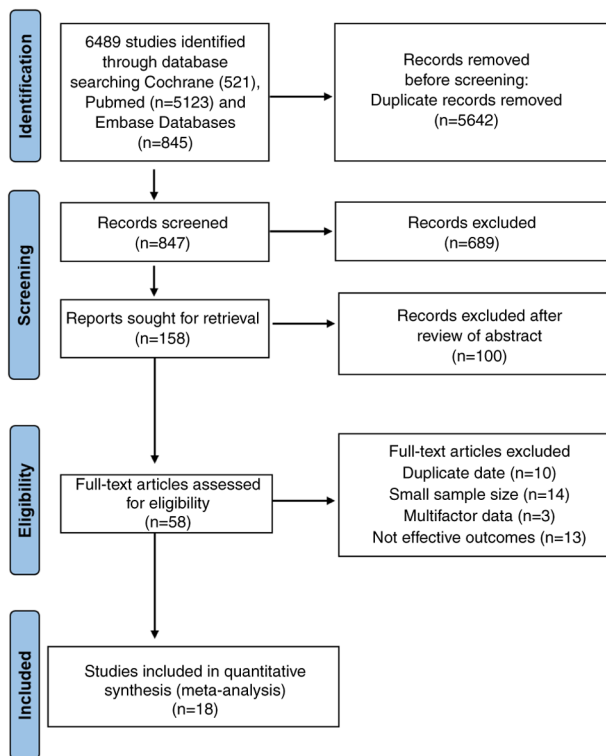 Identification
6489 studies identified
through database
searching Cochrane (521),
Pubmed (n=5123) and
Embase Databases
(n=845)
Records removed
before screening:
Duplicate records removed
(n=5642)
Screening
Records screened
(n=847)
Records excluded
(n=689)
Reports sought for retrieval
(n=158)
Records excluded after
review of abstract
(n=100)
Eligibility
Full-text articles assessed
for eligibility
(n=58)
Full-text articles excluded
Duplicate date (n=10)
Small sample size (n=14)
Multifactor data (n=3)
Not effective outcomes (n=13)
Included
Studies included in quantitative
synthesis (meta-analysis)
(n=18)